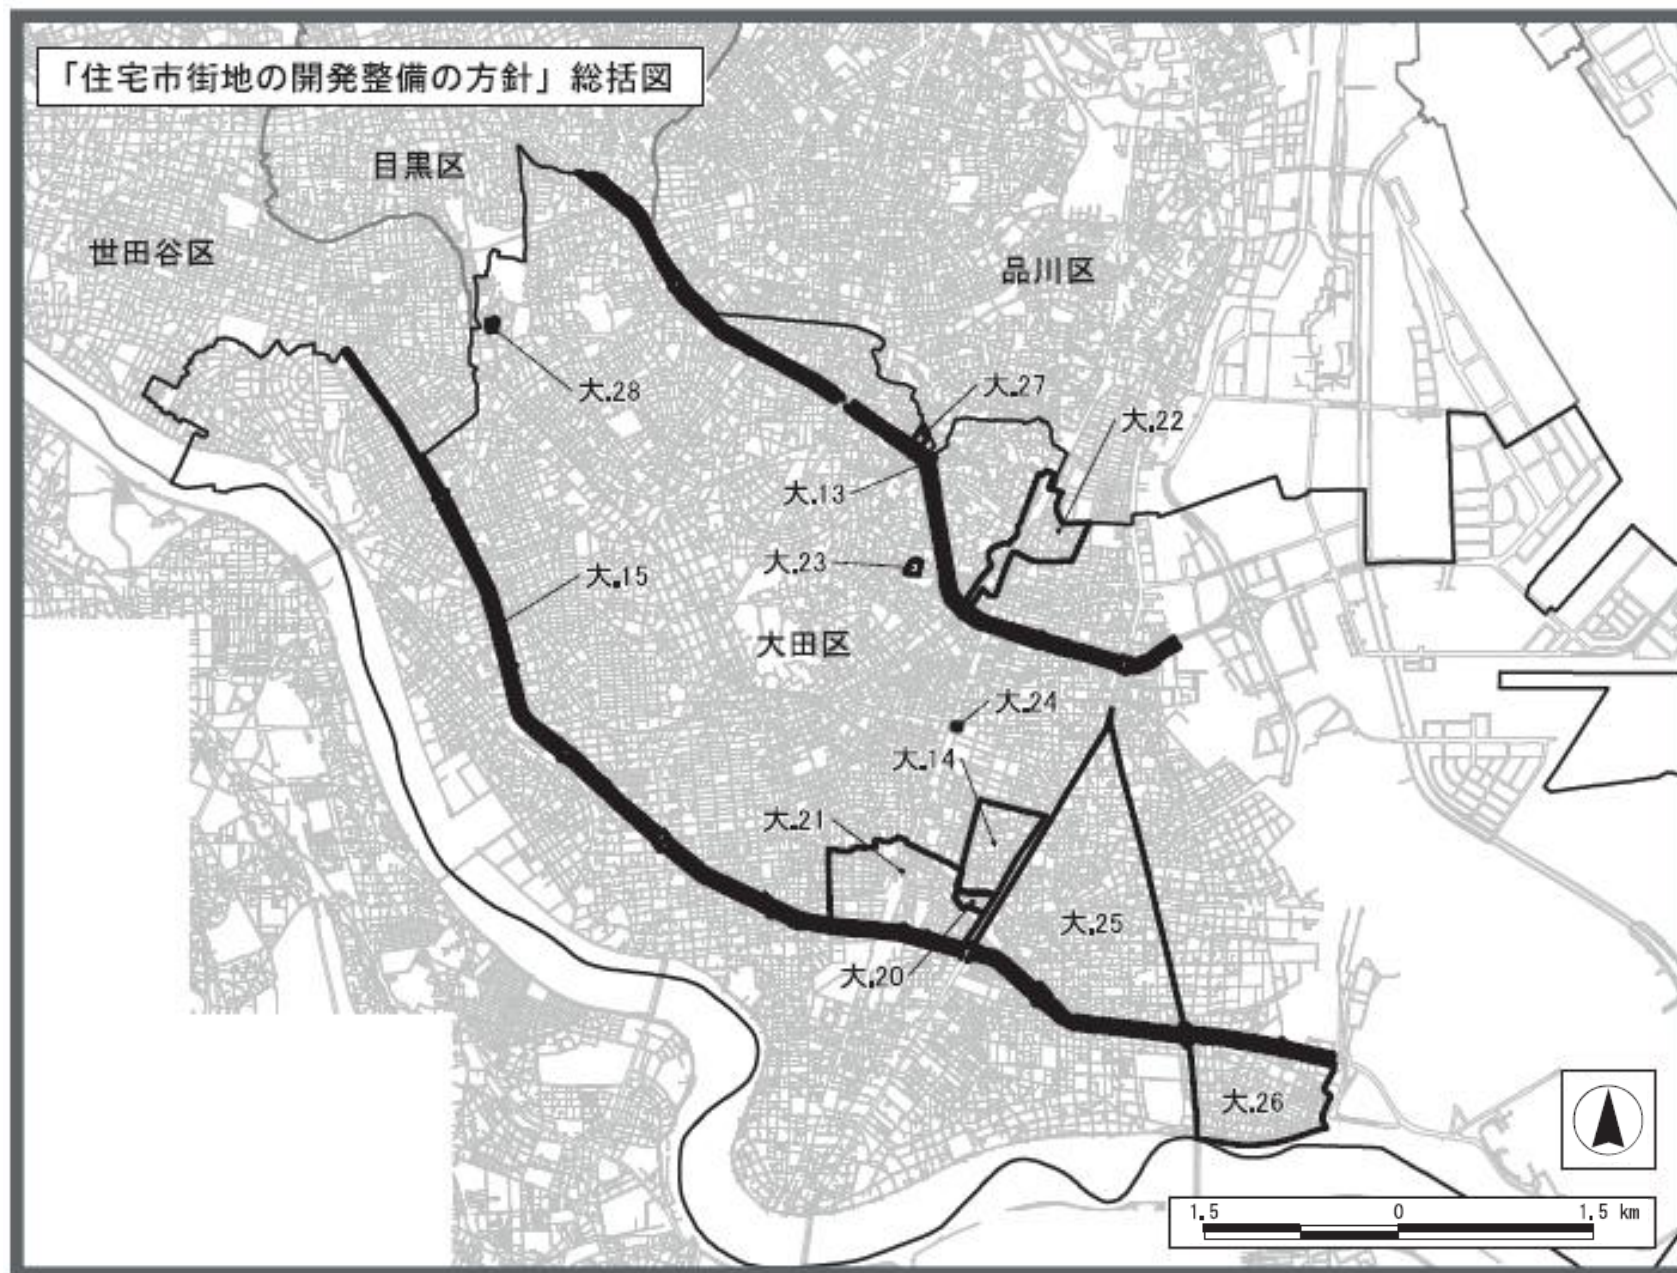 「住宅市街地の開発整備の方針」総括図
目黒区
世田谷区
品川区
大.28
大.27
大.22
大.13
大.23
大.15
大田区
大.24
大.14
大.21
大.25
大.20
大.26
1.5 0 1.5 km